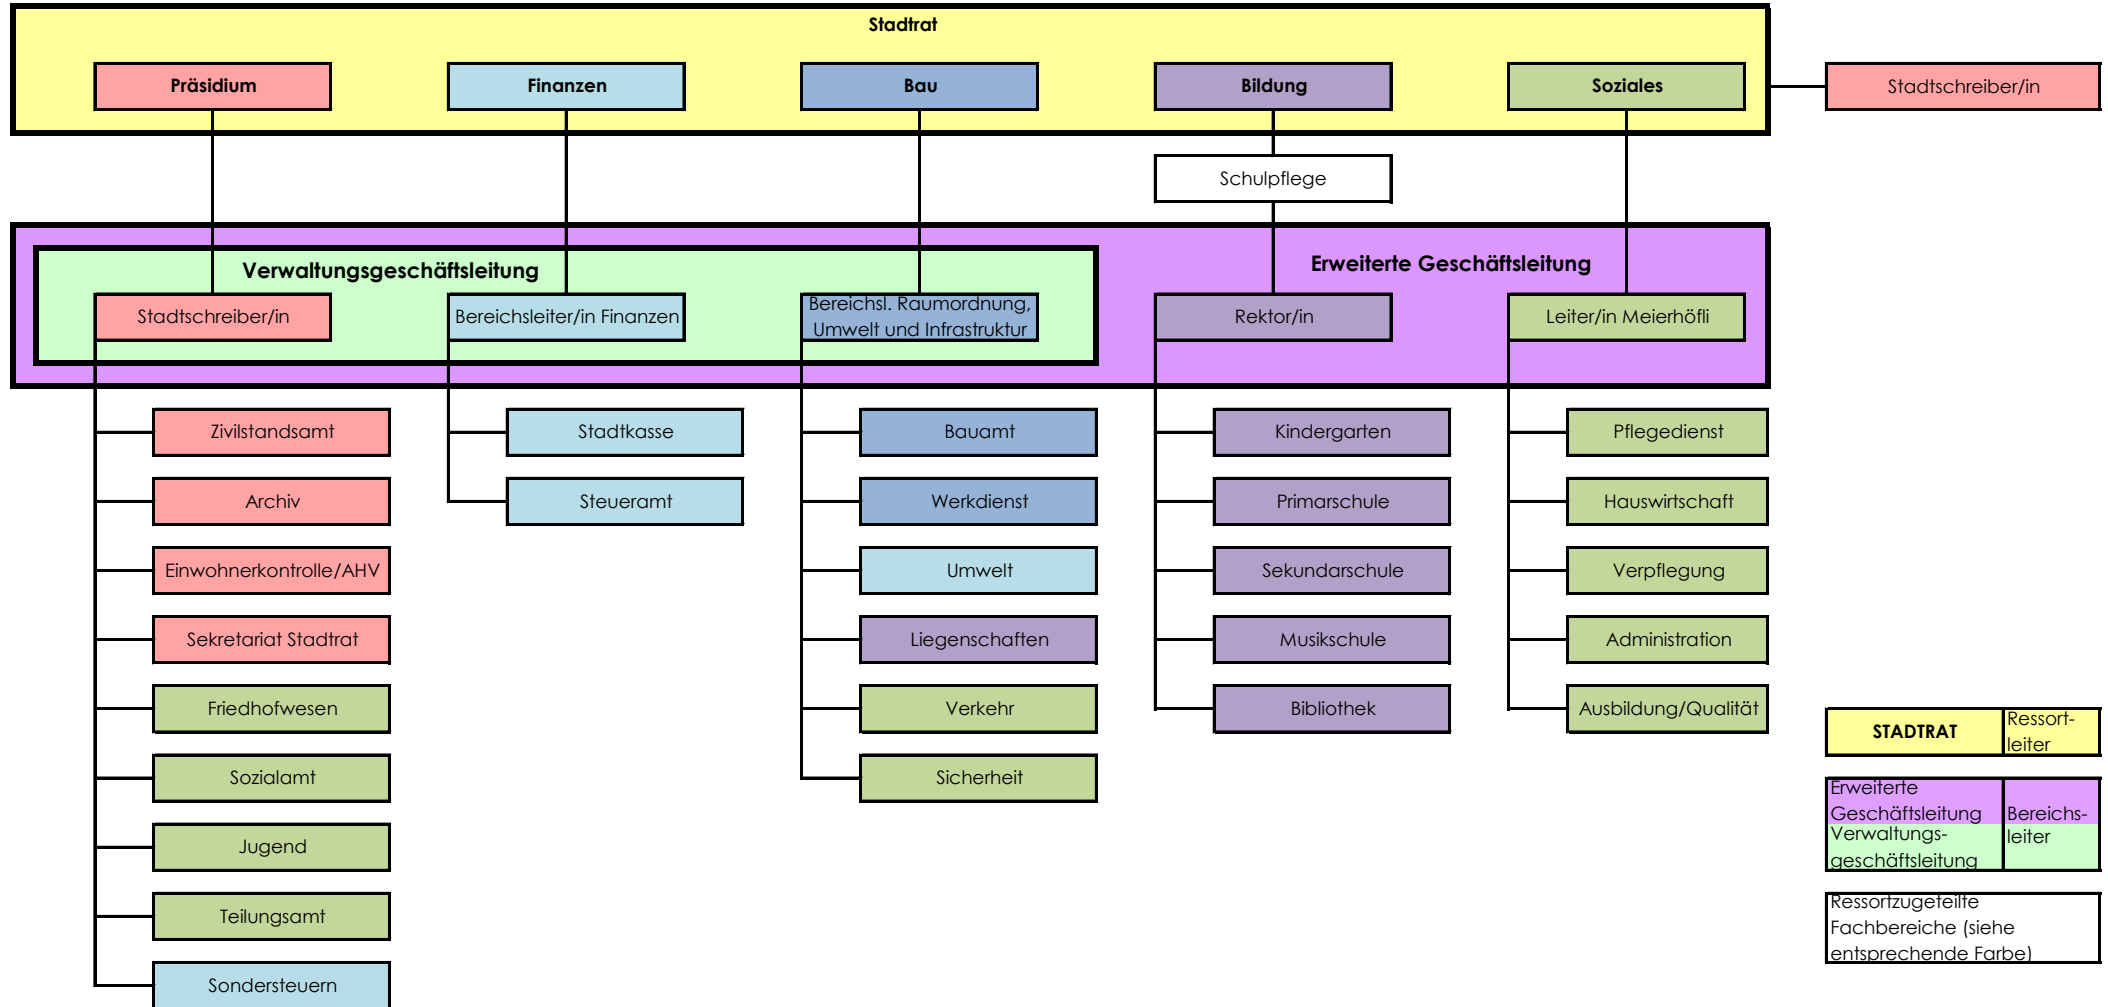 Stadtrat
Präsidium
Finanzen
Bau
Bildung
Soziales
Stadtschreiber/in
Schulpflege
Verwaltungsgeschäftsleitung
Erweiterte Geschäftsleitung
Stadtschreiber/in
Bereichsleiter/in Finanzen
Bereichsl. Raumordnung,
Umwelt und Infrastruktur
Rektor/in
Leiter/in Meierhöfli
Zivilstandsamt
Archiv
Einwohnerkontrolle/AHV
Sekretariat Stadtrat
Friedhofwesen
Sozialamt
Jugend
Teilungsamt
Sondersteuern
Stadtkasse
Steueramt
Bauamt
Werkdienst
Umwelt
Liegenschaften
Verkehr
Sicherheit
Kindergarten
Primarschule
Sekundarschule
Musikschule
Bibliothek
Pflegedienst
Hauswirtschaft
Verpflegung
Administration
Ausbildung/Qualität
STADTRAT
Ressort-
leiter
Erweiterte
Geschäftsleitung
Verwaltungs-
geschäftsleitung
Bereichs-
leiter
Ressortzugeteilte
Fachbereiche (siehe
entsprechende Farbe)